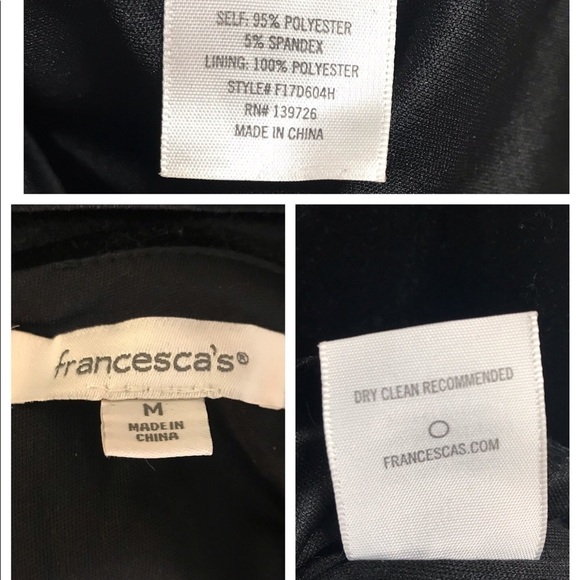 SELF: 95% POLYESTER
5% SPANDEX
LINING: 100% POLYESTER
STYLE# F17D604H
RN# 139726
MADE IN CHINA
francesca's®
M
MADE IN
CHINA
DRY CLEAN RECOMMENDED
FRANCESCAS.COM